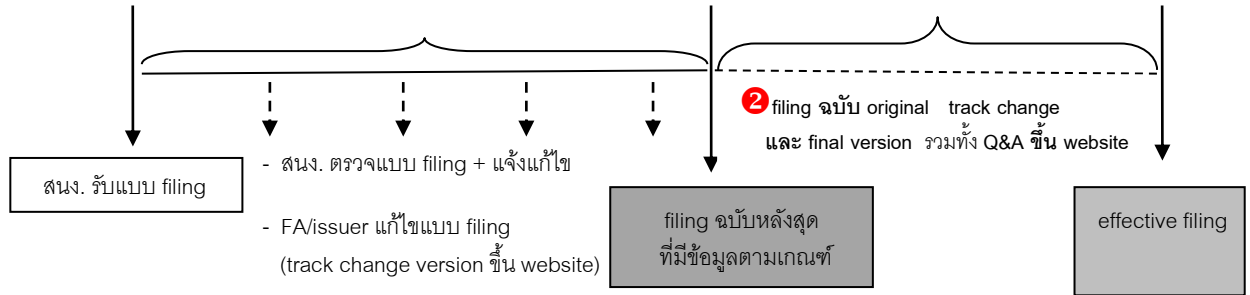 ❷ filing ฉบับ original track change
และ final version รวมทั้ง Q&A ขึ้น website
สนง. รับแบบ filing
- สนง. ตรวจแบบ filing + แจ้งแก้ไข
- FA/issuer แก้ไขแบบ filing
(track change version ขึ้น website)
filing ฉบับหลังสุด
ที่มีข้อมูลตามเกณฑ์
effective filing